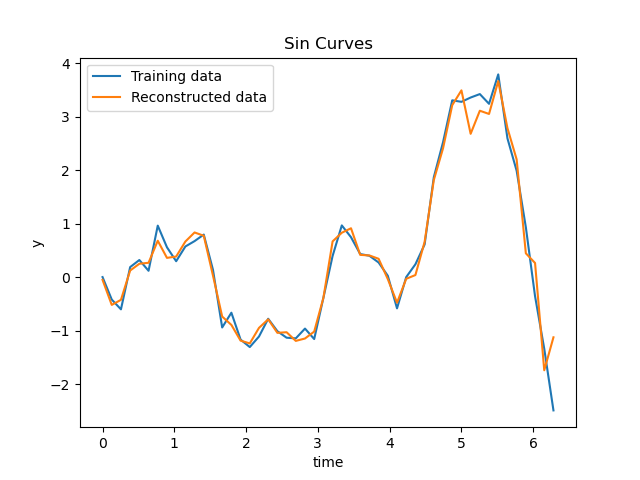 Sin Curves
Training data
Reconstructed data
4
3
2
1
0
−1
−2
y
0 1 2 3 4 5 6
time